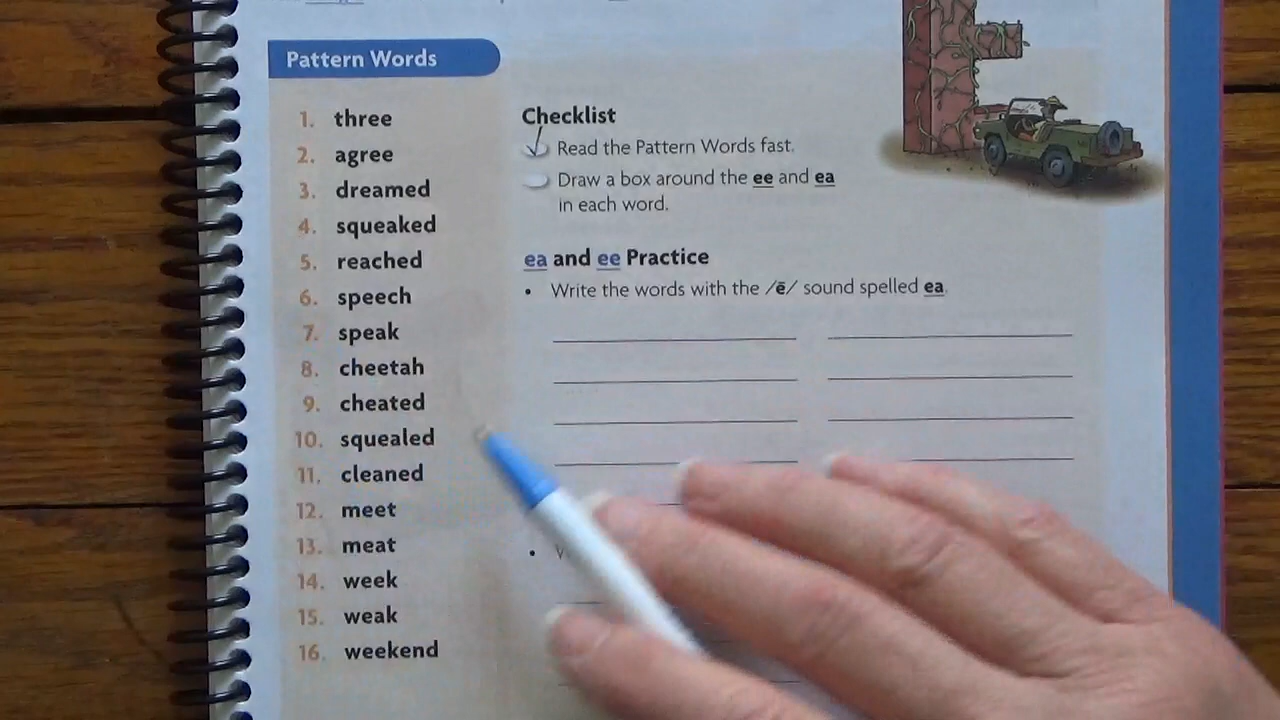 Pattern Words
1. three
2. agree
3. dreamed
4. squeaked
5. reached
6. speech
7. speak
8. cheetah
9. cheated
10. squealed
11. cleaned
12. meet
13. meat
14. week
15. weak
16. weekend
Checklist
Read the Pattern Words fast.
Draw a box around the ee and ea
in each word.
ea and ee Practice
• Write the words with the /ē/ sound spelled ea.